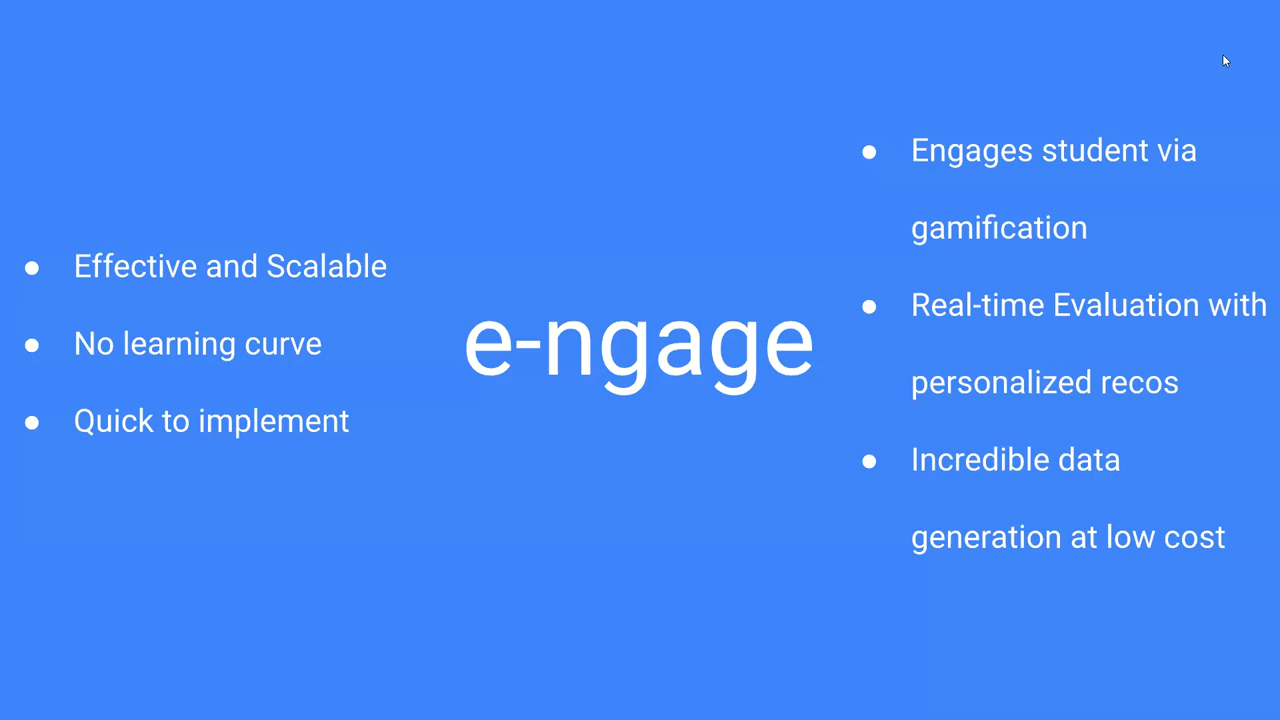 ● Effective and Scalable
● No learning curve
● Quick to implement
e-ngage
● Engages student via
gamification
● Real-time Evaluation with
personalized recos
● Incredible data
generation at low cost